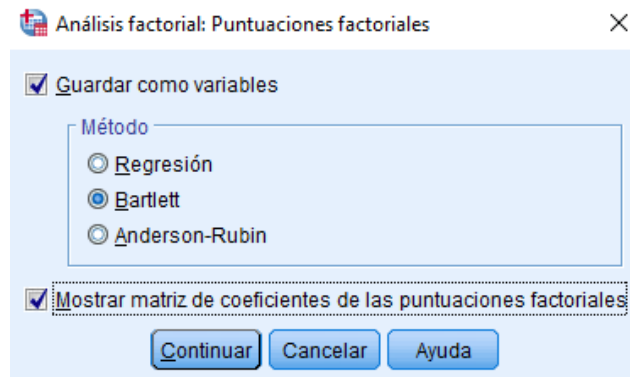 Análisis factorial: Puntuaciones factoriales
Guardar como variables
Método
Regresión
Bartlett
Anderson-Rubin
Mostrar matriz de coeficientes de las puntuaciones factoriales
Continuar Cancelar Ayuda